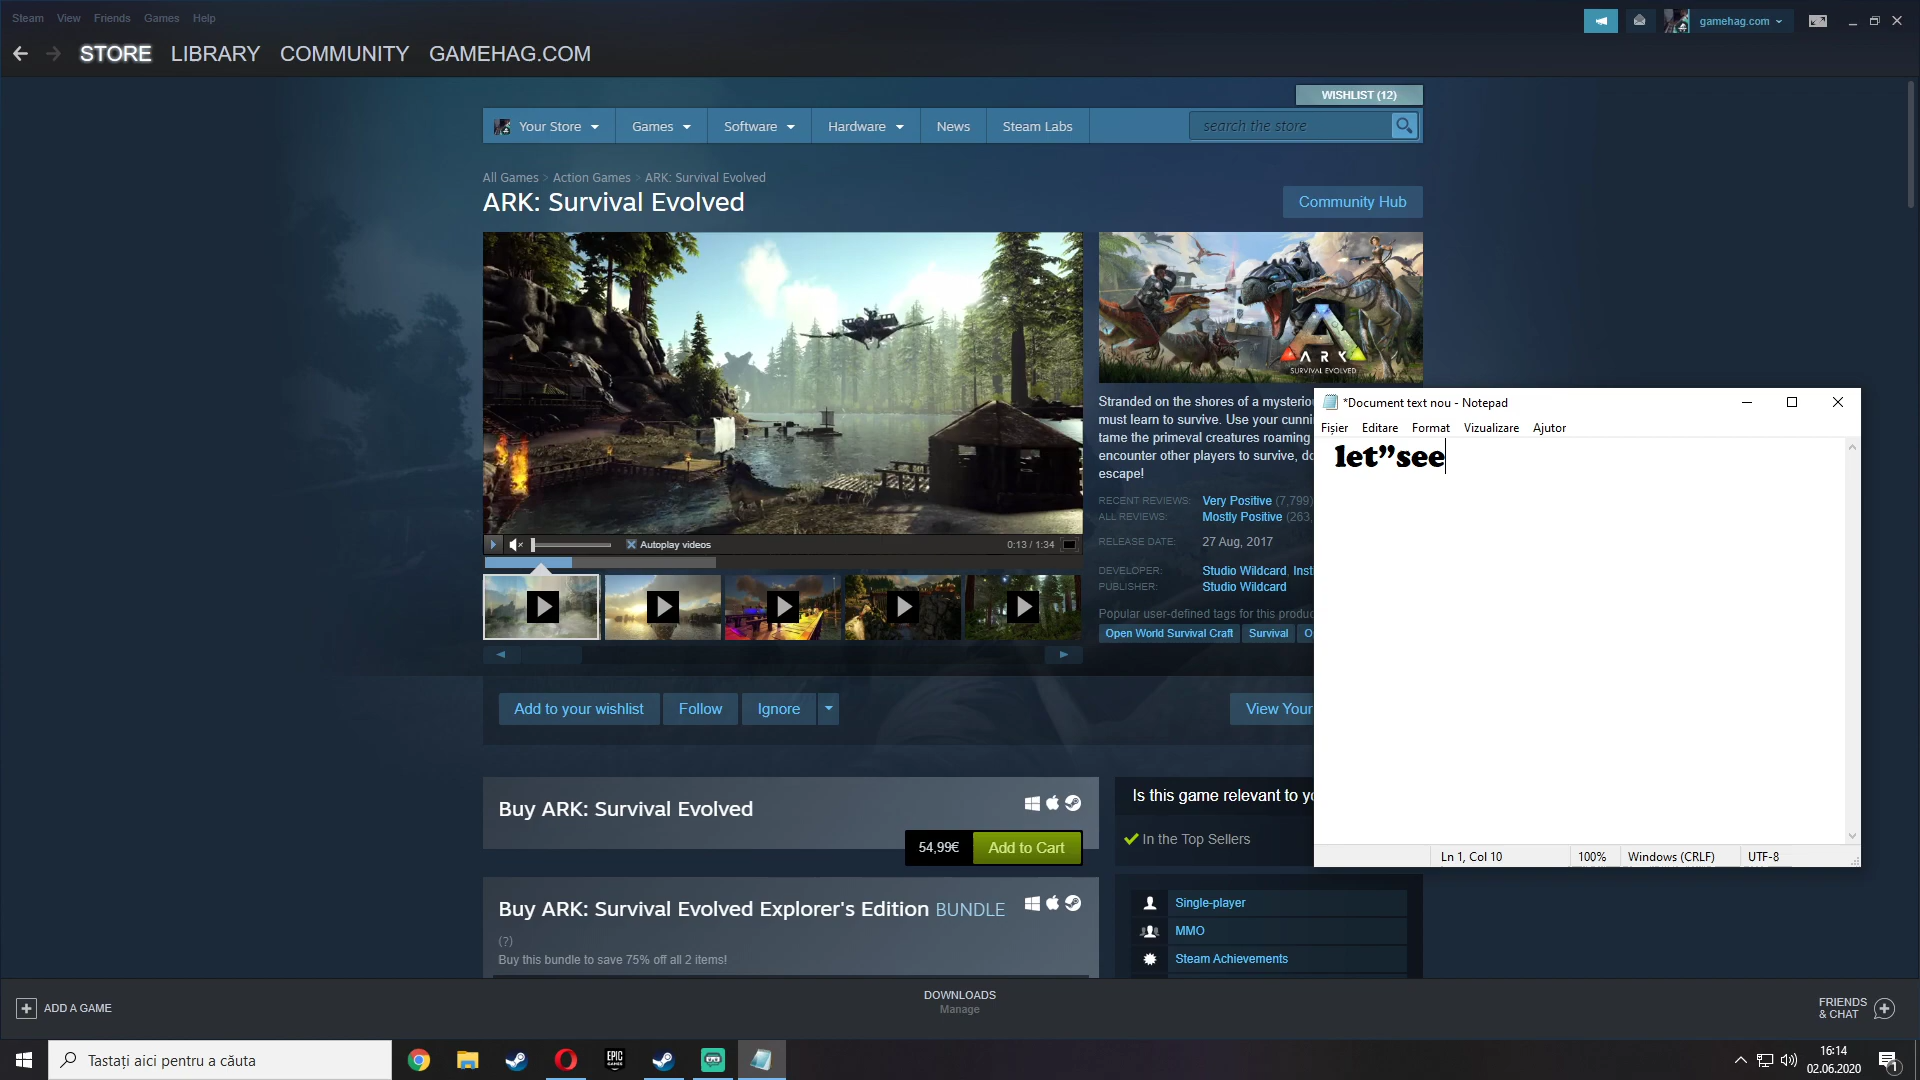 Steam View Friends Games Help
gamehag.com
STORE LIBRARY COMMUNITY GAMEHAG.COM
WISHLIST (12)
Your Store Games Software Hardware News Steam Labs
search the store
All Games > Action Games > ARK: Survival Evolved
ARK: Survival Evolved
Community Hub
ARK
SURVIVAL EVOLVED
Stranded on the shores of a mysteriou
must learn to survive. Use your cunni
tame the primeval creatures roaming
encounter other players to survive, do
escape!
RECENT REVIEWS: Very Positive (7,799)
ALL REVIEWS: Mostly Positive (263,
RELEASE DATE: 27 Aug, 2017
DEVELOPER: Studio Wildcard, Inst
PUBLISHER: Studio Wildcard
Popular user-defined tags for this produc
Open World Survival Craft Survival O
Autoplay videos
0:13 / 1:34
Add to your wishlist Follow Ignore
View Your
Buy ARK: Survival Evolved
54,99€ Add to Cart
Buy ARK: Survival Evolved Explorer's Edition BUNDLE
(?)
Buy this bundle to save 75% off all 2 items!
Is this game relevant to yo
In the Top Sellers
Single-player
MMO
Steam Achievements
*Document text nou - Notepad
Fișier Editare Format Vizualizare Ajutor
let”see
Ln 1, Col 10 100% Windows (CRLF) UTF-8
ADD A GAME
DOWNLOADS
Manage
FRIENDS
& CHAT
Tastați aici pentru a căuta
EPIC
GAMES
16:14
02.06.2020
1